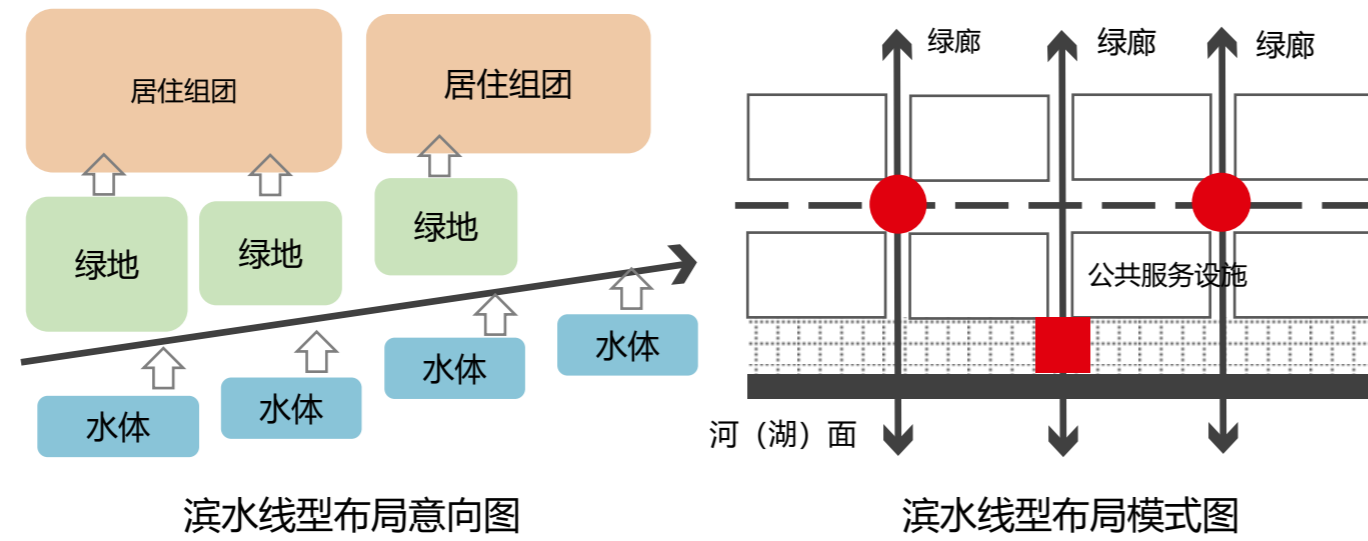 居住组团
居住组团
绿地
绿地
绿地
水体
水体
水体
水体
滨水线型布局意向图
绿廊
绿廊
绿廊
公共服务设施
河（湖）面
滨水线型布局模式图